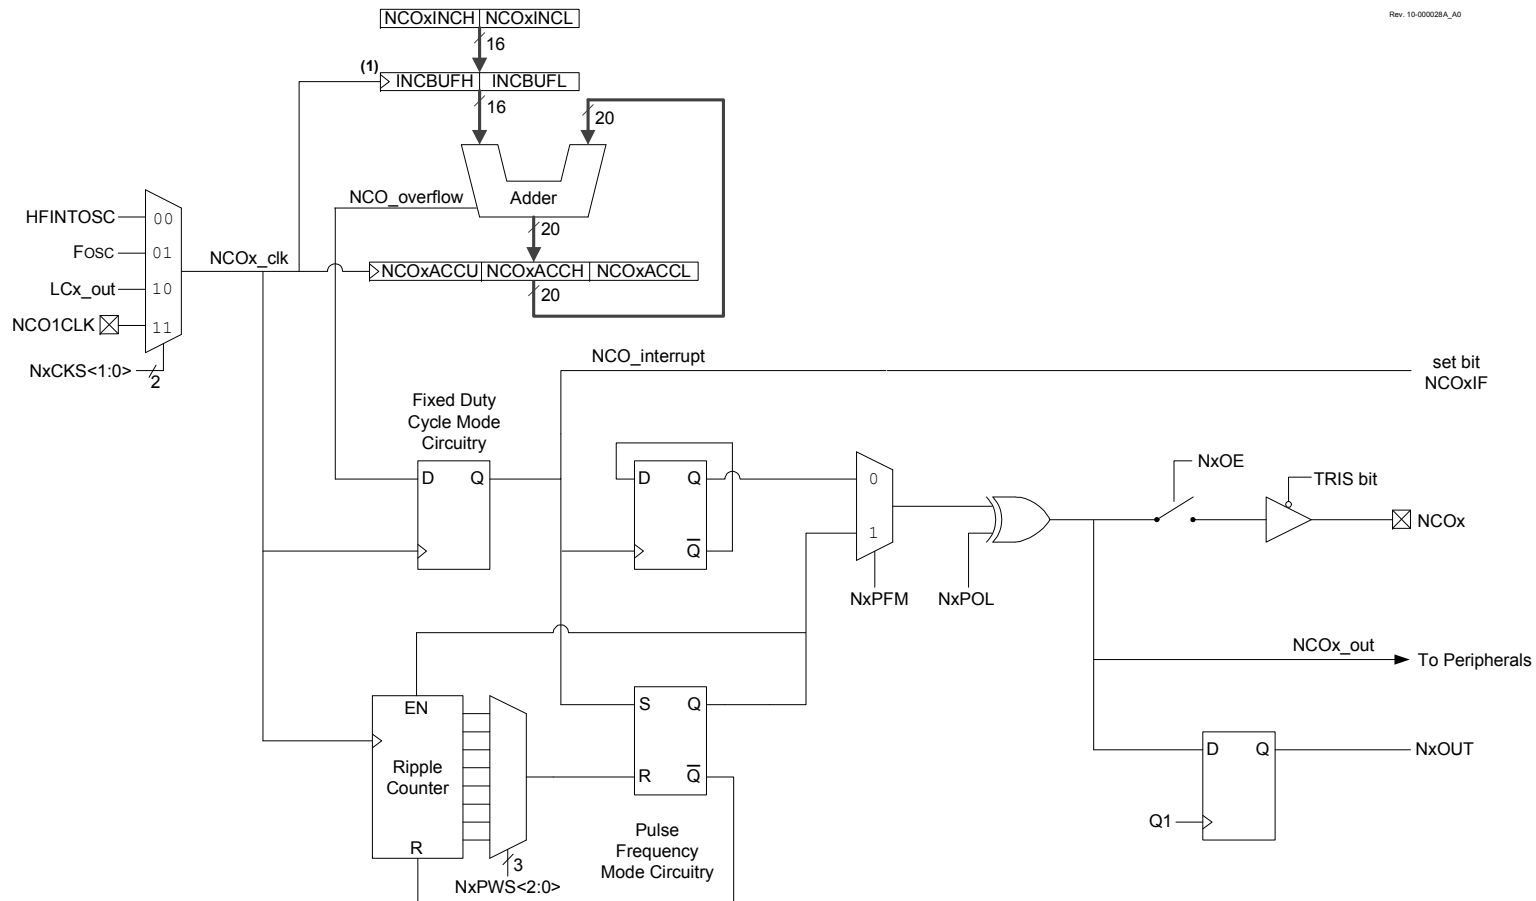 Rev. 10-000028A_A0
NCOxINCH NCOxINCL
16
(1)
INCBUFH INCBUFL
16
20
Adder
NCO_overflow
20
HFINTOSC 00
FOSC 01
LCx_out 10
NCO1CLK 11
NxCKS<1:0>
2
NCOx_clk
NCOxACCU NCOxACCH NCOxACCL
20
NCO_interrupt
set bit
NCOxIF
Fixed Duty
Cycle Mode
Circuitry
D Q
D Q
Q
0
1
NxPFM
NxPOL
NxOE
TRIS bit
NCOx
NCOx_out
To Peripherals
EN
Ripple
Counter
R
3
NxPWS<2:0>
S Q
R Q
Pulse
Frequency
Mode Circuitry
D Q
NxOUT
Q1